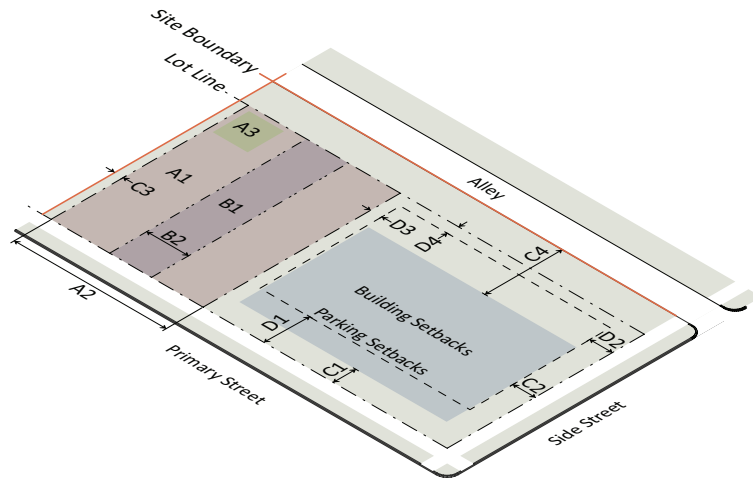 Site Boundary
Lot Line
A3
A1
C3
B1
Alley
B2
D3
D4
C4
A2
Building Setbacks
D1
Parking Setbacks
D2
Primary Street
C1
C2
Side Street